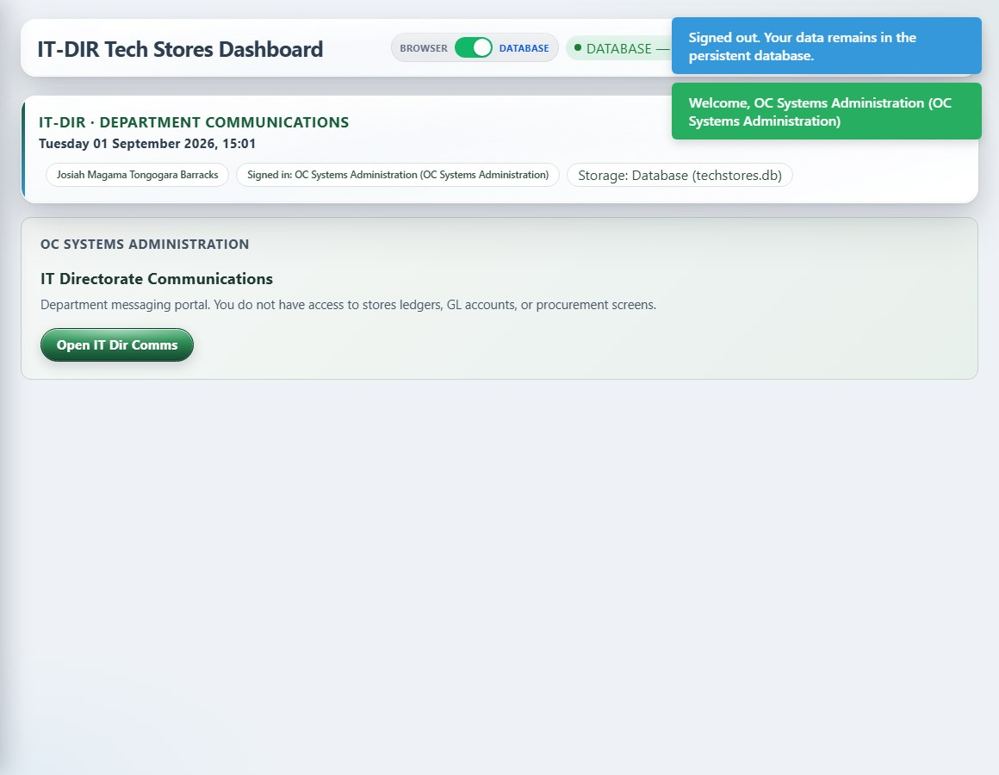 IT-DIR Tech Stores Dashboard
BROWSER
DATABASE
DATABASE —
Signed out. Your data remains in the
persistent database.
Welcome, OC Systems Administration (OC
Systems Administration)
IT-DIR · DEPARTMENT COMMUNICATIONS
Tuesday 01 September 2026, 15:01
Josiah Magama Tongogara Barracks
Signed in: OC Systems Administration (OC Systems Administration)
Storage: Database (techstores.db)
OC SYSTEMS ADMINISTRATION
IT Directorate Communications
Department messaging portal. You do not have access to stores ledgers, GL accounts, or procurement screens.
Open IT Dir Comms